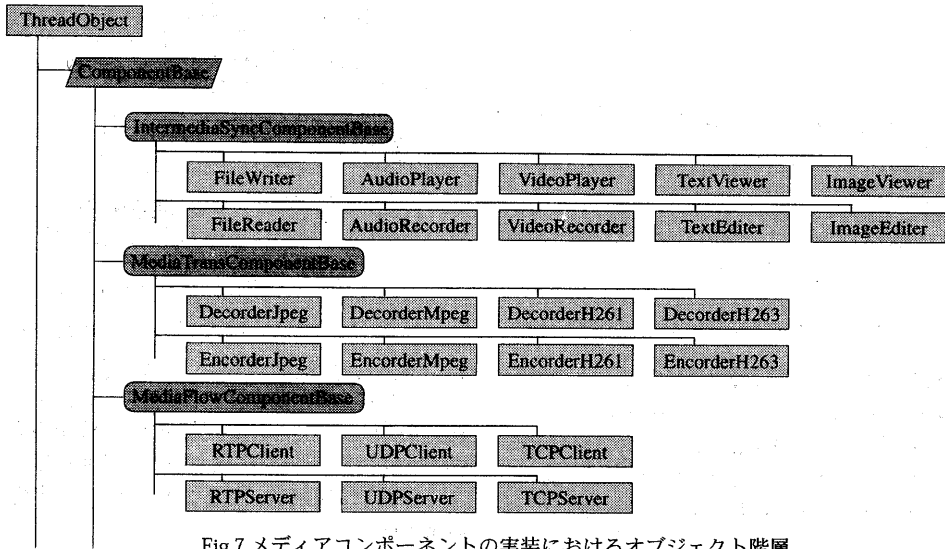 ThreadObject
ComponentBase
IntermediaSyncComponentBase
FileWriter AudioPlayer VideoPlayer TextViewer ImageViewer
FileReader AudioRecorder VideoRecorder TextEditer ImageEditer
MediaTransComponentBase
DecorderJpeg DecorderMpeg DecorderH261 DecorderH263
EncorderJpeg EncorderMpeg EncorderH261 EncorderH263
MediaFlowComponentBase
RTPClient UDPClient TCPClient
RTPServer UDPServer TCPServer
Fig.7 メディアコンポーネントの実装におけるオブジェクト階層